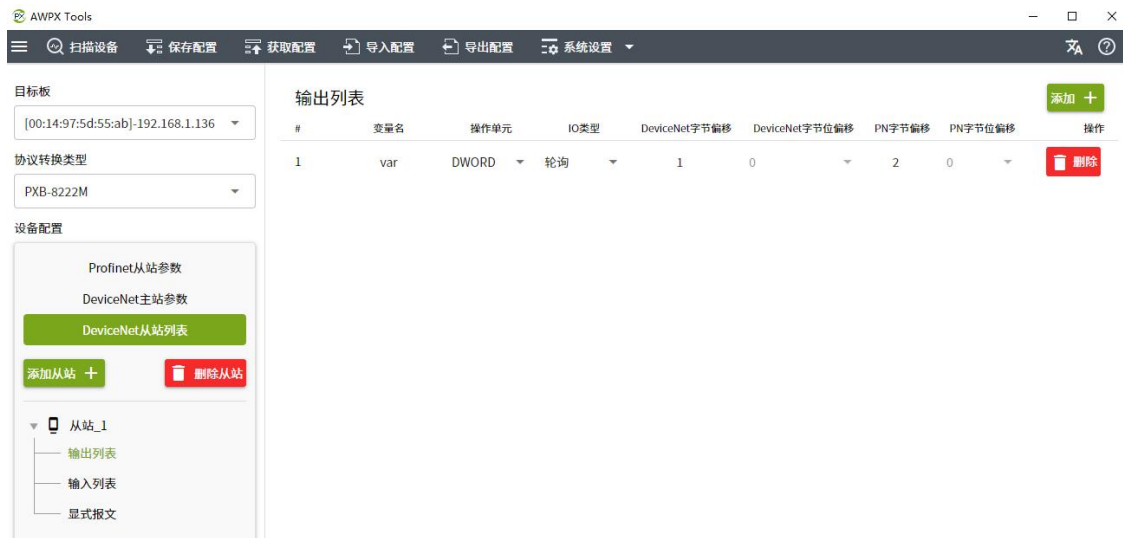 AWPX Tools
扫描设备 保存配置 获取配置 导入配置 导出配置 系统设置
目标板
[00:14:97:5d:55:ab]-192.168.1.136
协议转换类型
PXB-8222M
设备配置
Profinet从站参数
DeviceNet主站参数
DeviceNet从站列表
添加从站 删除从站
从站_1
输出列表
输入列表
显式报文
输出列表 添加
# 变量名 操作单元 IO类型 DeviceNet字节偏移 DeviceNet字节位偏移 PN字节偏移 PN字节位偏移 操作
1 var DWORD 轮询 1 0 2 0 删除